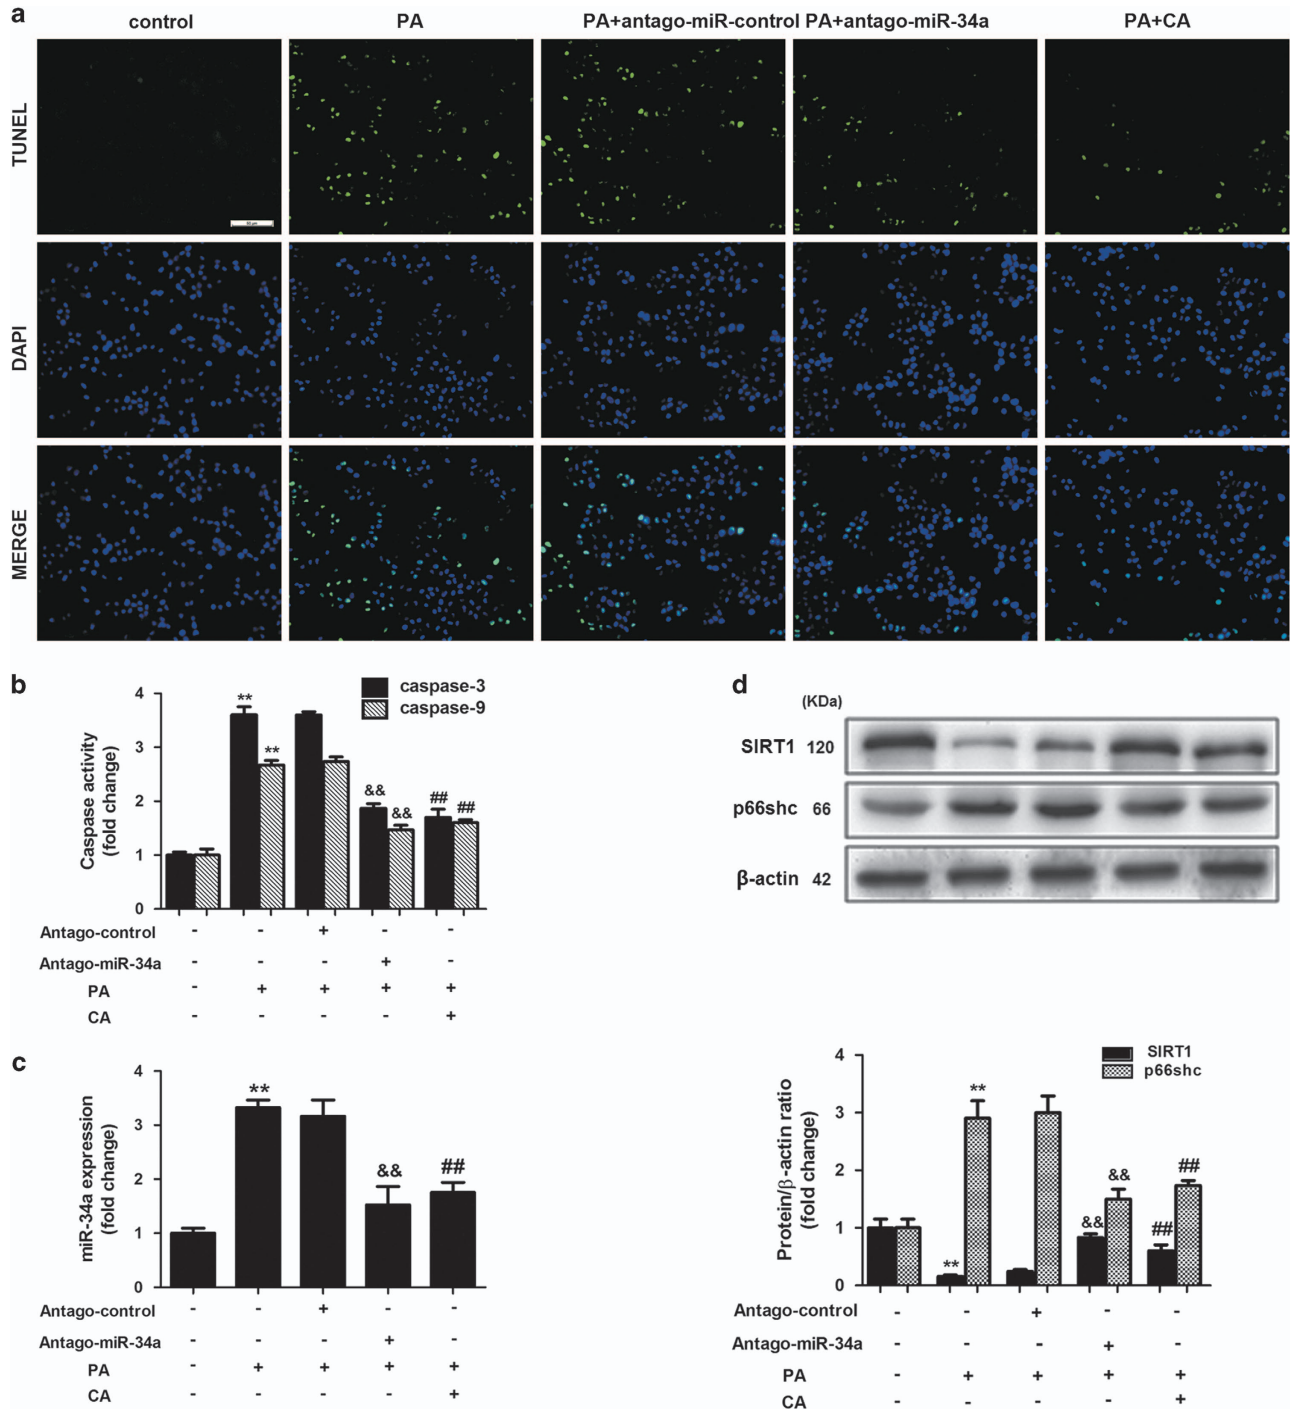 a
control PA PA+antago-miR-control PA+antago-miR-34a PA+CA
TUNEL
DAPI
MERGE
b
caspase-3
caspase-9
Caspase activity
(fold change)
4
3
2
1
0
** ** && && ## ##
Antago-control - - + - -
Antago-miR-34a - - - + -
PA - + + + +
CA - - - - +
c
miR-34a expression
(fold change)
4
3
2
1
0
** && ##
Antago-control - - + - -
Antago-miR-34a - - - + -
PA - + + + +
CA - - - - +
d
(KDa)
SIRT1 120
p66shc 66
β-actin 42
SIRT1
p66shc
Protein/β-actin ratio
(fold change)
4
3
2
1
0
** ** && && ## ##
Antago-control - - + - -
Antago-miR-34a - - - + -
PA - + + + +
CA - - - - +